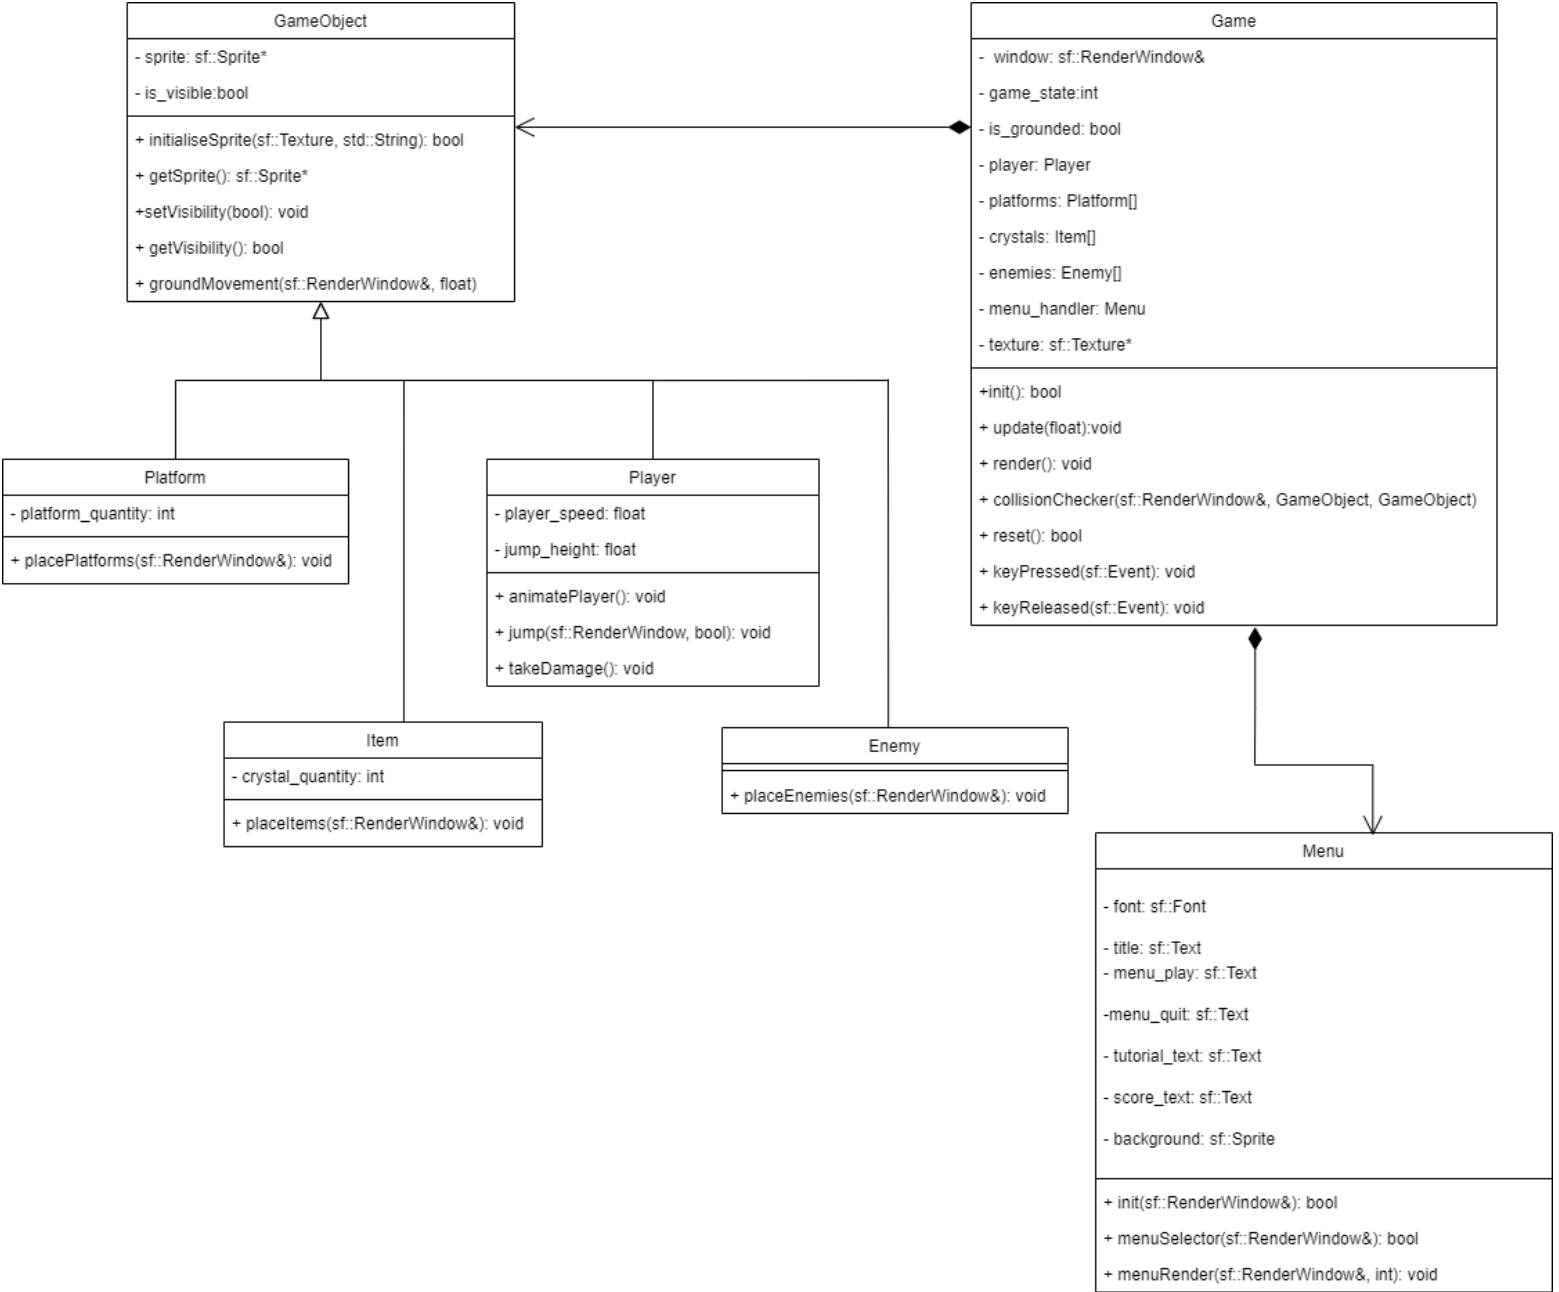 GameObject
- sprite: sf::Sprite*
- is_visible:bool
+ initialiseSprite(sf::Texture, std::String): bool
+ getSprite(): sf::Sprite*
+setVisibility(bool): void
+ getVisibility(): bool
+ groundMovement(sf::RenderWindow&, float)
Game
- window: sf::RenderWindow&
- game_state:int
- is_grounded: bool
- player: Player
- platforms: Platform[]
- crystals: Item[]
- enemies: Enemy[]
- menu_handler: Menu
- texture: sf::Texture*
+init(): bool
+ update(float):void
+ render(): void
+ collisionChecker(sf::RenderWindow&, GameObject, GameObject)
+ reset(): bool
+ keyPressed(sf::Event): void
+ keyReleased(sf::Event): void
Platform
- platform_quantity: int
+ placePlatforms(sf::RenderWindow&): void
Player
- player_speed: float
- jump_height: float
+ animatePlayer(): void
+ jump(sf::RenderWindow, bool): void
+ takeDamage(): void
Item
- crystal_quantity: int
+ placeItems(sf::RenderWindow&): void
Enemy
+ placeEnemies(sf::RenderWindow&): void
Menu
- font: sf::Font
- title: sf::Text
- menu_play: sf::Text
-menu_quit: sf::Text
- tutorial_text: sf::Text
- score_text: sf::Text
- background: sf::Sprite
+ init(sf::RenderWindow&): bool
+ menuSelector(sf::RenderWindow&): bool
+ menuRender(sf::RenderWindow&, int): void